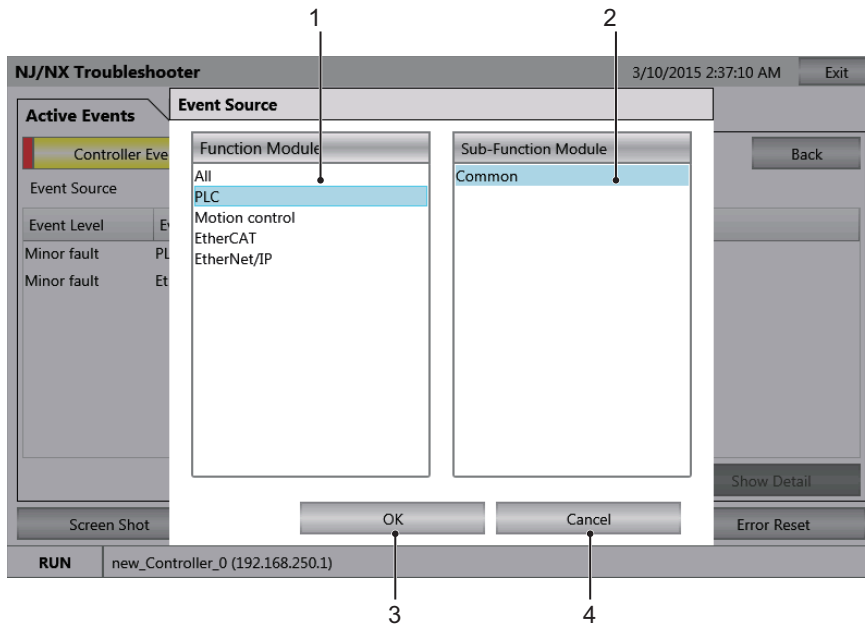 1
2
NJ/NX Troubleshooter
3/10/2015 2:37:10 AM
Exit
Active Events
Event Source
Controller Eve
Function Module
Sub-Function Module
Back
All
Common
Event Source
PLC
Event Level
E
Motion control
EtherCAT
Minor fault
PL
EtherNet/IP
Minor fault
Et
Show Detail
Screen Shot
OK
Cancel
Error Reset
RUN
new_Controller_0 (192.168.250.1)
3
4